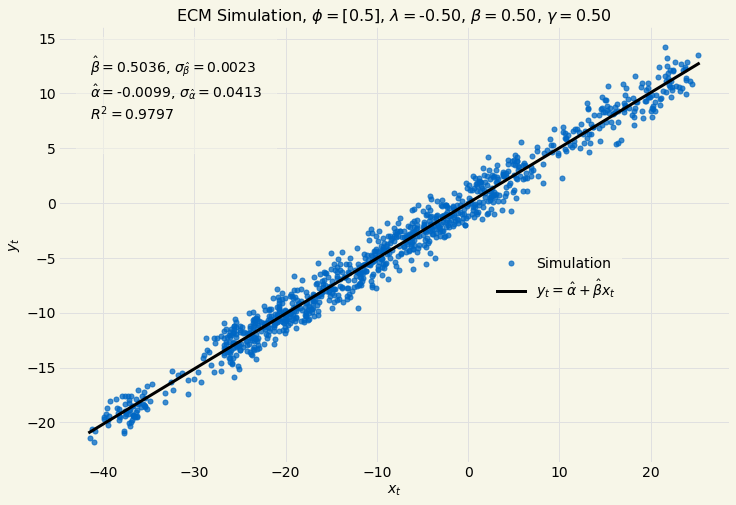 ECM Simulation, ϕ = [0.5], λ = -0.50, β = 0.50, γ = 0.50
β̂ = 0.5036, σ_β̂ = 0.0023
α̂ = -0.0099, σ_α̂ = 0.0413
R² = 0.9797
15
10
5
0
−5
−10
−15
−20
y_t
Simulation
y_t = α̂ + β̂x_t
−40 −30 −20 −10 0 10 20
x_t